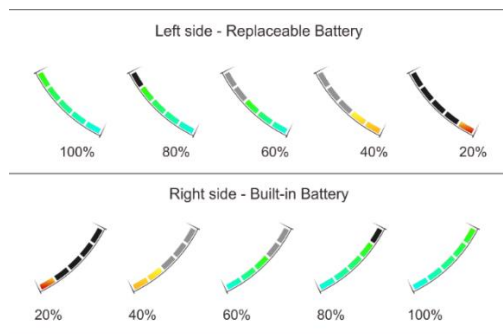 Left side - Replaceable Battery
100% 80% 60% 40% 20%
Right side - Built-in Battery
20% 40% 60% 80% 100%